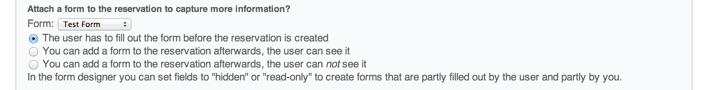 Attach a form to the reservation to capture more information?
Form: Test Form
The user has to fill out the form before the reservation is created
You can add a form to the reservation afterwards, the user can see it
You can add a form to the reservation afterwards, the user can not see it
In the form designer you can set fields to "hidden" or "read-only" to create forms that are partly filled out by the user and partly by you.